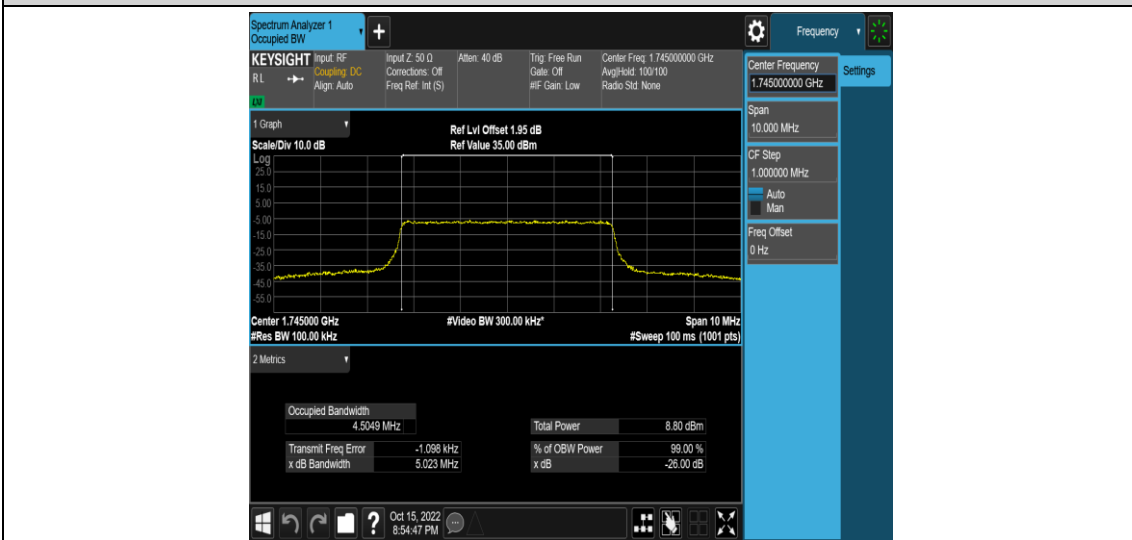 Spectrum Analyzer 1
Occupied BW
+
Frequency
KEYSIGHT
RL
LXI
Input: RF
Coupling: DC
Align: Auto
Input Z: 50 Ω
Corrections: Off
Freq Ref: Int (S)
Atten: 40 dB
Trig: Free Run
Gate: Off
#IF Gain: Low
Center Freq: 1.745000000 GHz
Avg|Hold: 100/100
Radio Std: None
Center Frequency
1.745000000 GHz
Settings
Span
10.000 MHz
CF Step
1.000000 MHz
Auto
Man
Freq Offset
0 Hz
1 Graph
Scale/Div 10.0 dB
Ref Lvl Offset 1.95 dB
Ref Value 35.00 dBm
Log
25.0
15.0
5.00
-5.00
-15.0
-25.0
-35.0
-45.0
-55.0
Center 1.745000 GHz
#Video BW 300.00 kHz*
Span 10 MHz
#Res BW 100.00 kHz
#Sweep 100 ms (1001 pts)
2 Metrics
Occupied Bandwidth
4.5049 MHz
Total Power 8.80 dBm
Transmit Freq Error -1.098 kHz
% of OBW Power 99.00 %
x dB Bandwidth 5.023 MHz
x dB -26.00 dB
?
Oct 15, 2022
8:54:47 PM